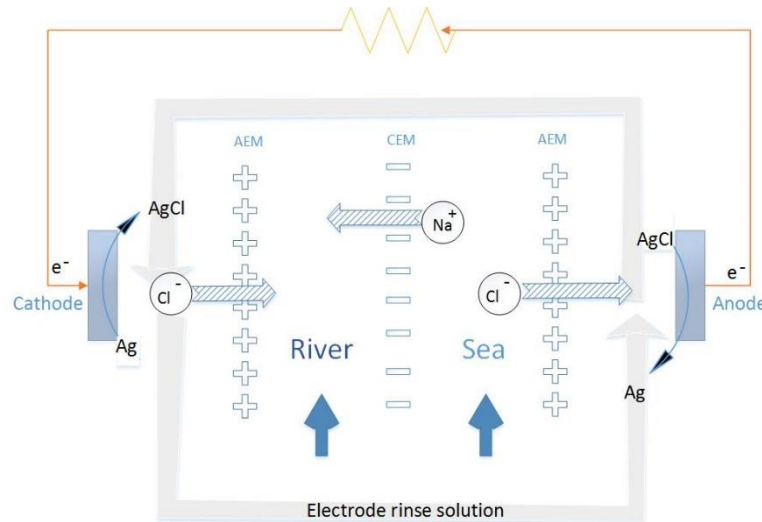 AEM
CEM
AEM
AgCl
Na+
AgCl
e-
e-
Cathode
Cl-
Cl-
Anode
Ag
River
Sea
Ag
Electrode rinse solution